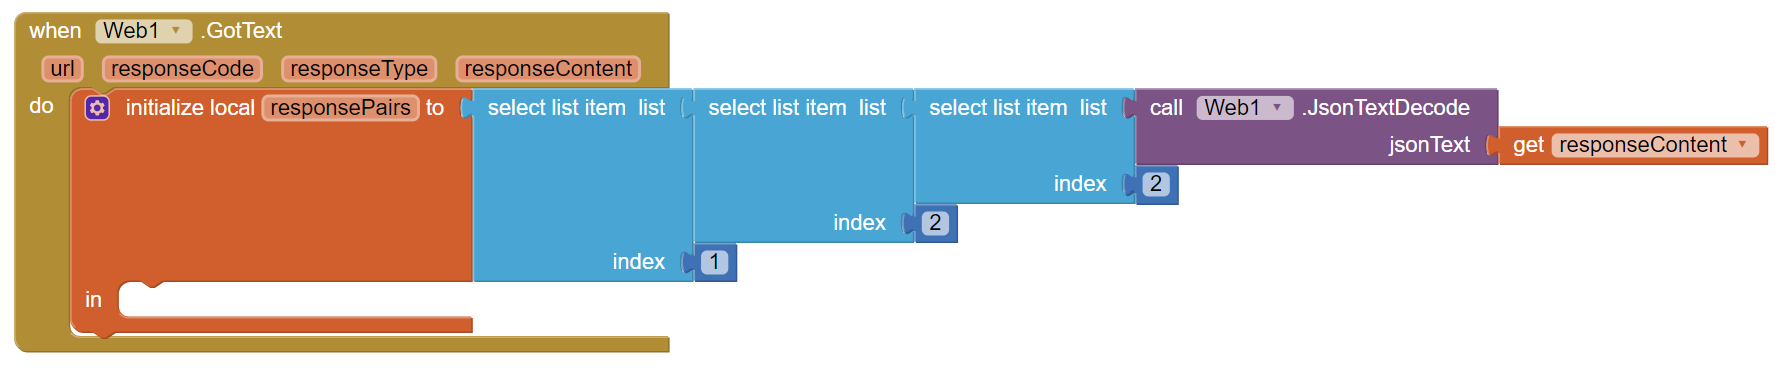 when Web1 .GotText
url responseCode responseType responseContent
do initialize local responsePairs to select list item list select list item list select list item list call Web1 .JsonTextDecode
jsonText get responseContent
index 2
index 2
index 1
in